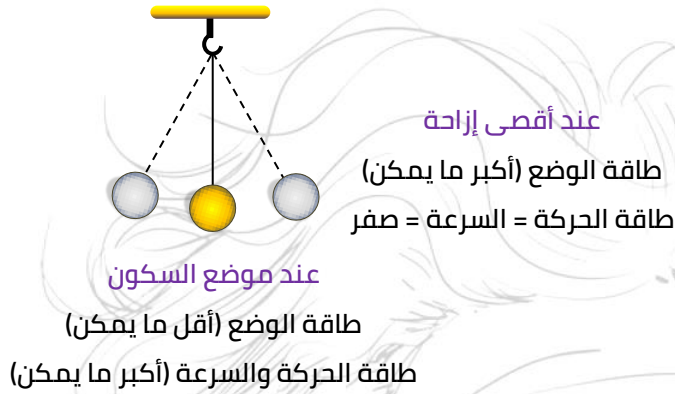 عند أقصى إزاحة
طاقة الوضع (أكبر ما يمكن)
طاقة الحركة = السرعة = صفر
عند موضع السكون
طاقة الوضع (أقل ما يمكن)
طاقة الحركة والسرعة (أكبر ما يمكن)